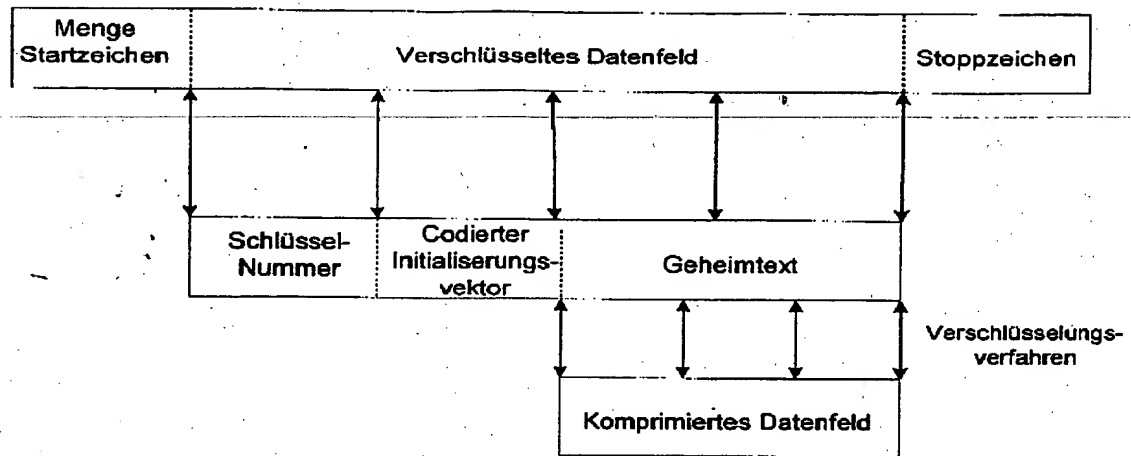 Menge
Startzeichen
Verschlüsseltes Datenfeld
Stoppzeichen
Schlüssel-
Nummer
Codierter
Initialiserungs-
vektor
Geheimtext
Verschlüsselungs-
verfahren
Komprimiertes Datenfeld